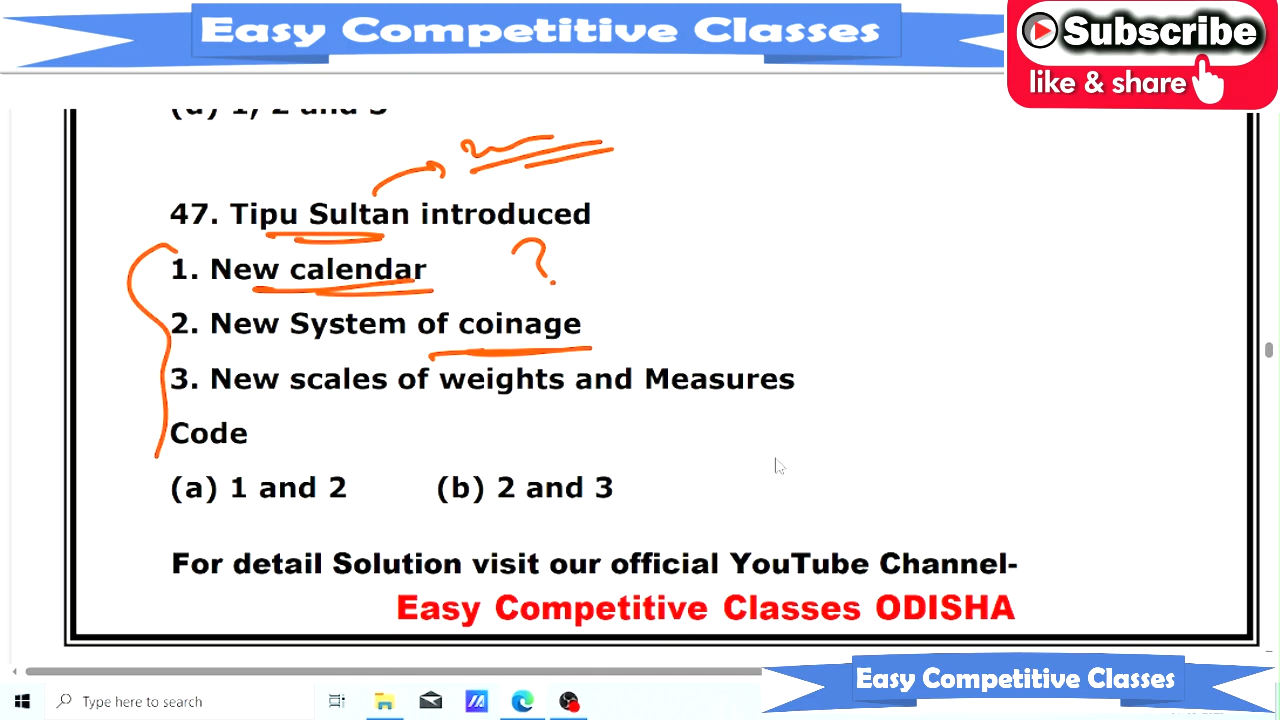 Easy Competitive Classes
Subscribe
like & share
47. Tipu Sultan introduced
?
1. New calendar
2. New System of coinage
3. New scales of weights and Measures
Code
(a) 1 and 2 (b) 2 and 3
For detail Solution visit our official YouTube Channel-
Easy Competitive Classes ODISHA
Easy Competitive Classes
Type here to search